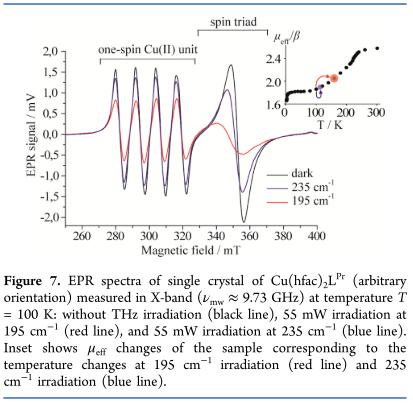 spin triad
one-spin Cu(II) unit
μeff/β
2.4
2.0
1.6
0 100 200 300
T / K
EPR signal / mV
2,0
1,5
1,0
0,5
0,0
-0,5
-1,0
-1,5
-2,0
dark
235 cm⁻¹
195 cm⁻¹
260 280 300 320 340 360 380 400
Magnetic field / mT
Figure 7. EPR spectra of single crystal of Cu(hfac)₂Lᴾʳ (arbitrary
orientation) measured in X-band (νmw ≈ 9.73 GHz) at temperature T
= 100 K: without THz irradiation (black line), 55 mW irradiation at
195 cm⁻¹ (red line), and 55 mW irradiation at 235 cm⁻¹ (blue line).
Inset shows μeff changes of the sample corresponding to the
temperature changes at 195 cm⁻¹ irradiation (red line) and 235
cm⁻¹ irradiation (blue line).